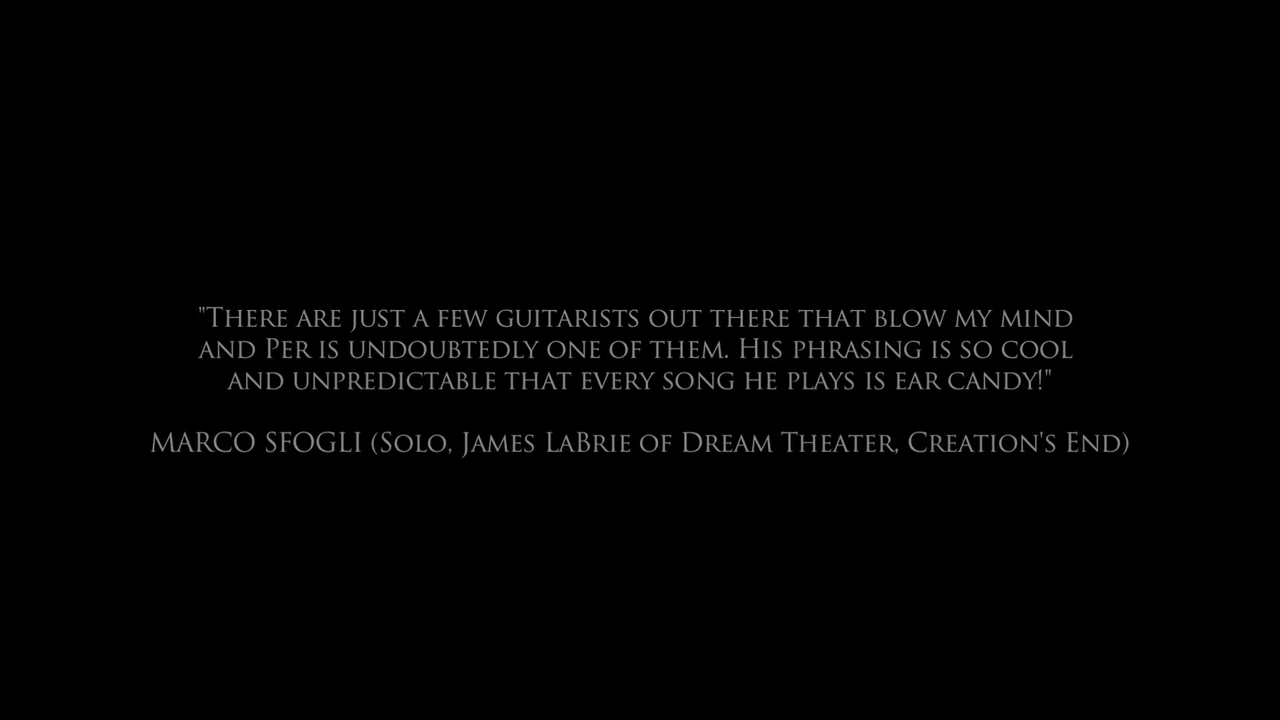 "There are just a few guitarists out there that blow my mind
and Per is undoubtedly one of them. His phrasing is so cool
and unpredictable that every song he plays is ear candy!"
MARCO SFOGLI (Solo, James LaBrie of Dream Theater, Creation's End)